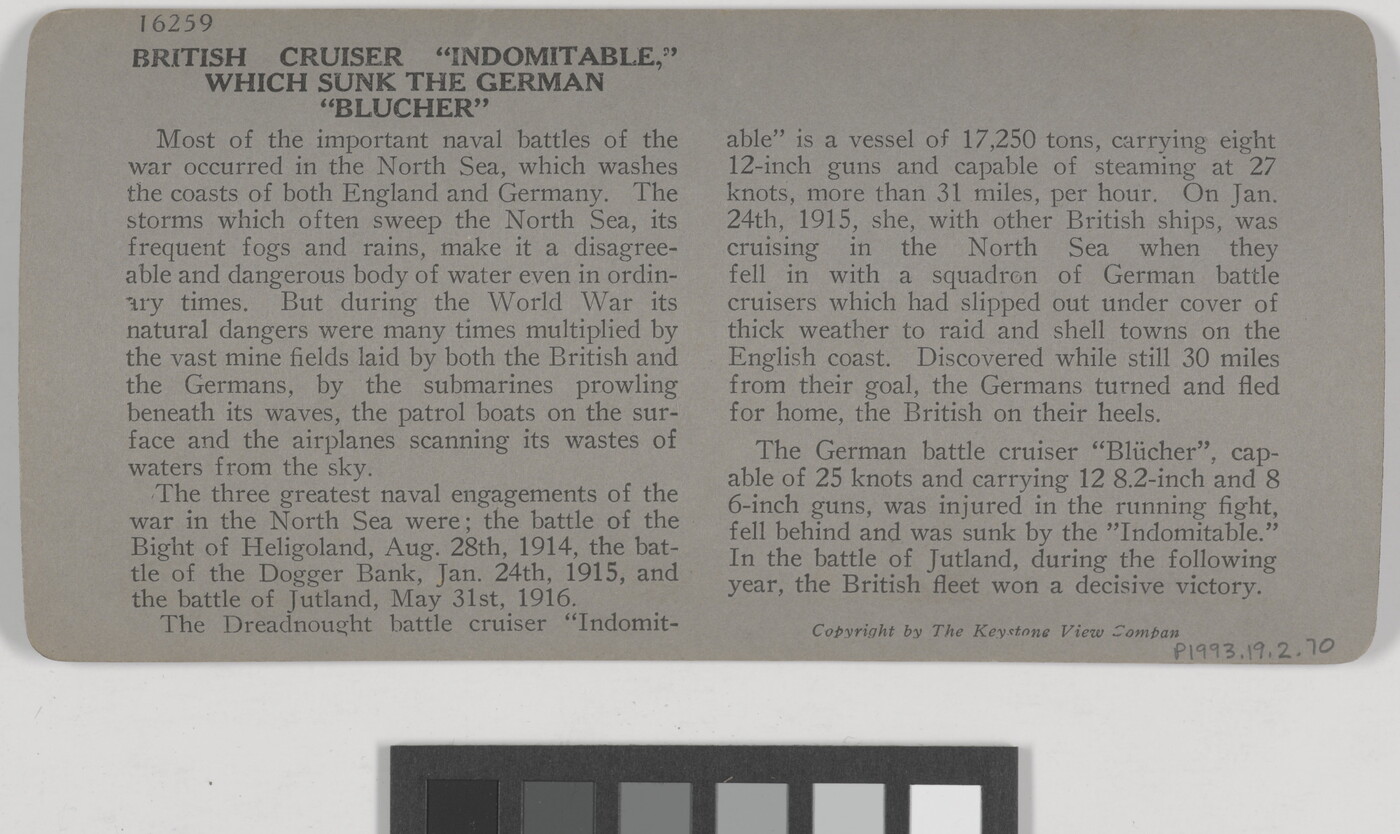 16259
BRITISH CRUISER “INDOMITABLE,”
WHICH SUNK THE GERMAN
“BLUCHER”
Most of the important naval battles of the
war occurred in the North Sea, which washes
the coasts of both England and Germany. The
storms which often sweep the North Sea, its
frequent fogs and rains, make it a disagree-
able and dangerous body of water even in ordin-
ary times. But during the World War its
natural dangers were many times multiplied by
the vast mine fields laid by both the British and
the Germans, by the submarines prowling
beneath its waves, the patrol boats on the sur-
face and the airplanes scanning its wastes of
waters from the sky.
The three greatest naval engagements of the
war in the North Sea were; the battle of the
Bight of Heligoland, Aug. 28th, 1914, the bat-
tle of the Dogger Bank, Jan. 24th, 1915, and
the battle of Jutland, May 31st, 1916.
The Dreadnought battle cruiser “Indomit-
able” is a vessel of 17,250 tons, carrying eight
12-inch guns and capable of steaming at 27
knots, more than 31 miles, per hour. On Jan.
24th, 1915, she, with other British ships, was
cruising in the North Sea when they
fell in with a squadron of German battle
cruisers which had slipped out under cover of
thick weather to raid and shell towns on the
English coast. Discovered while still 30 miles
from their goal, the Germans turned and fled
for home, the British on their heels.
The German battle cruiser “Blücher”, cap-
able of 25 knots and carrying 12 8.2-inch and 8
6-inch guns, was injured in the running fight,
fell behind and was sunk by the ”Indomitable.”
In the battle of Jutland, during the following
year, the British fleet won a decisive victory.
Copyright by The Keystone View Compan
P1993.19.2.70